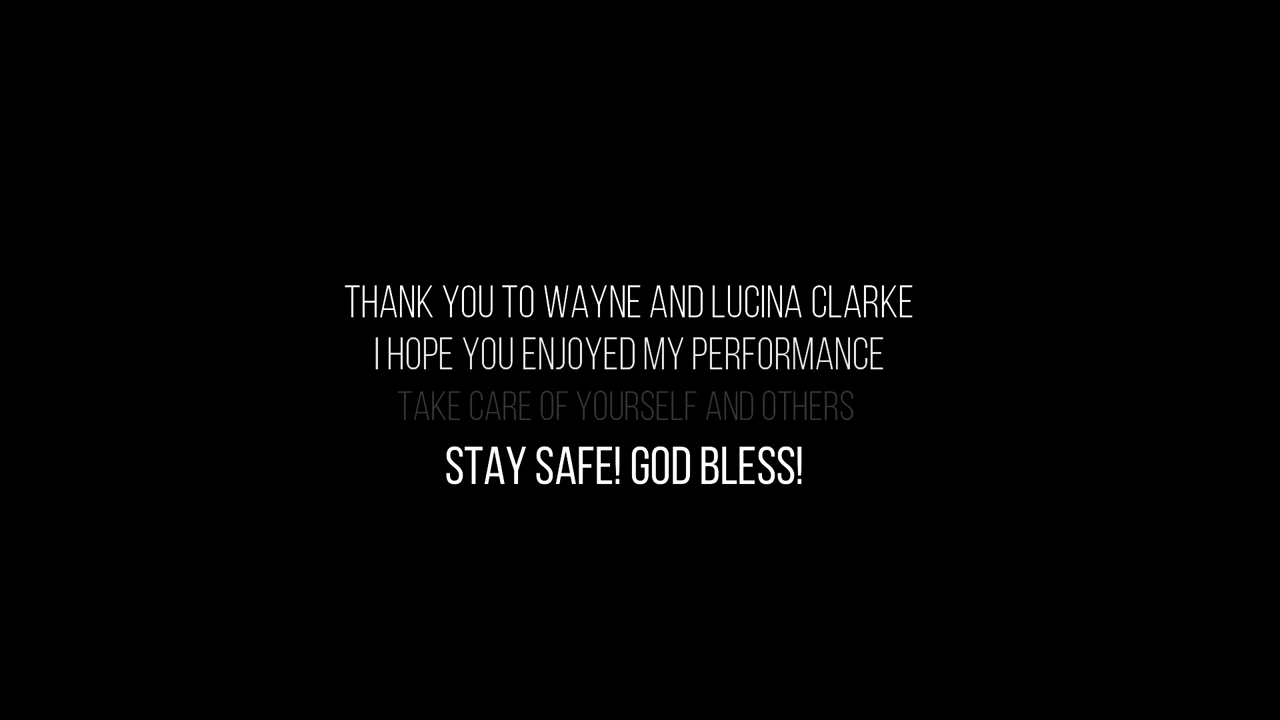 THANK YOU TO WAYNE AND LUCINA CLARKE
I HOPE YOU ENJOYED MY PERFORMANCE
TAKE CARE OF YOURSELF AND OTHERS
STAY SAFE! GOD BLESS!